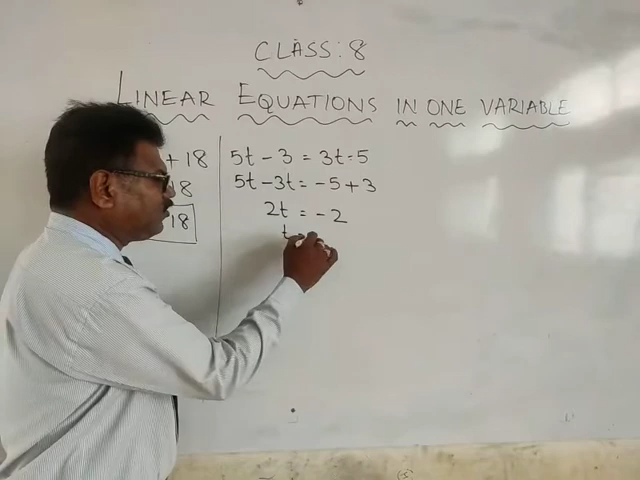 CLASS: 8
LINEAR EQUATIONS IN ONE VARIABLE
+ 18
18
18
5t - 3 = 3t - 5
5t - 3t = -5 + 3
2t = -2
t